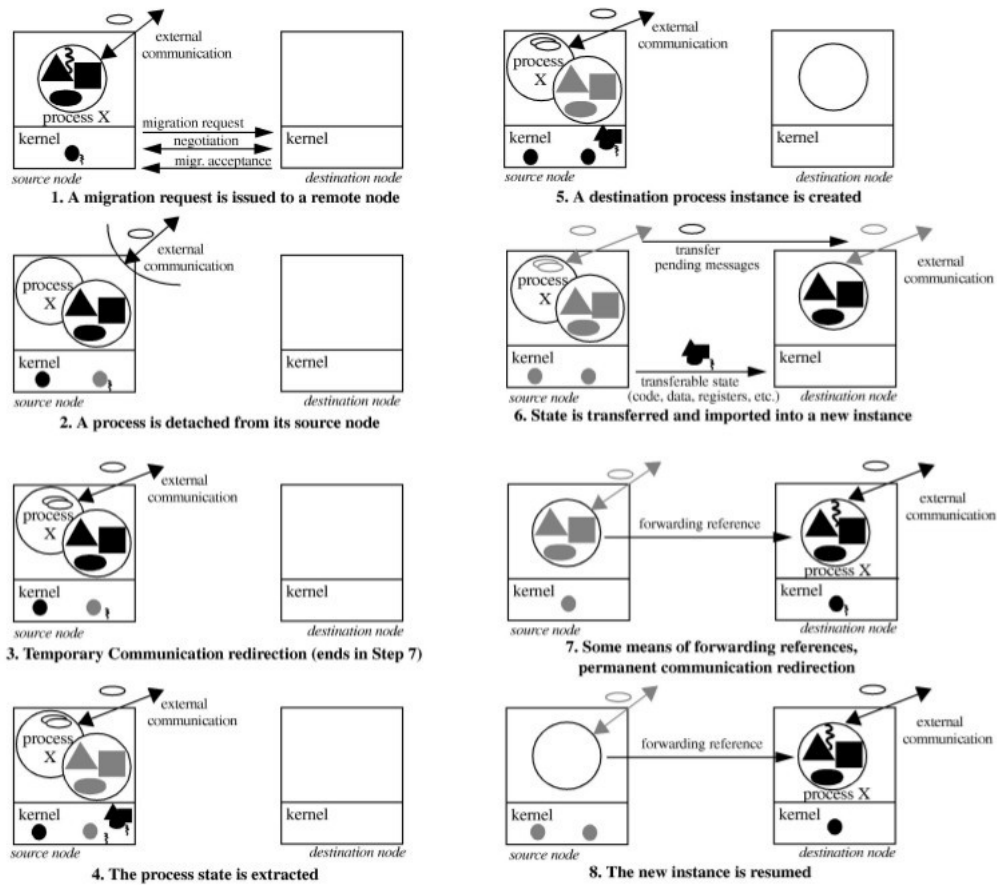 external
communication
process X
kernel
migration request
negotiation
migr. acceptance
kernel
source node
destination node
1. A migration request is issued to a remote node
external
communication
process
X
kernel
kernel
source node
destination node
2. A process is detached from its source node
external
communication
process
X
kernel
kernel
source node
destination node
3. Temporary Communication redirection (ends in Step 7)
external
communication
process
X
kernel
kernel
source node
destination node
4. The process state is extracted
external
communication
process
X
kernel
kernel
source node
destination node
5. A destination process instance is created
transfer
pending messages
external
communication
process
X
kernel
kernel
transferable state
(code, data, registers, etc.)
source node
destination node
6. State is transferred and imported into a new instance
forwarding reference
external
communication
process X
kernel
kernel
source node
destination node
7. Some means of forwarding references,
permanent communication redirection
forwarding reference
external
communication
process X
kernel
kernel
source node
destination node
8. The new instance is resumed